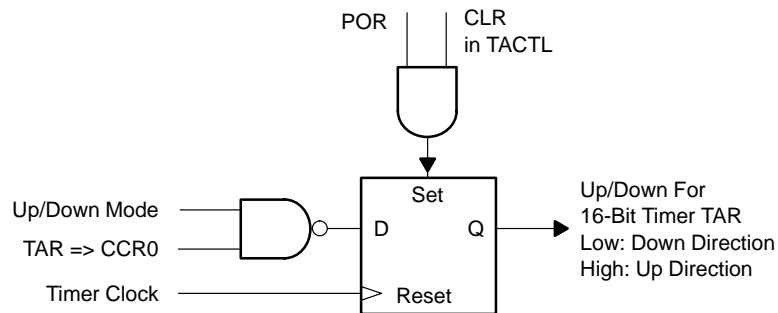 POR
CLR
in TACTL
Set
Up/Down Mode
TAR => CCR0
Timer Clock
D
Q
Reset
Up/Down For
16-Bit Timer TAR
Low: Down Direction
High: Up Direction